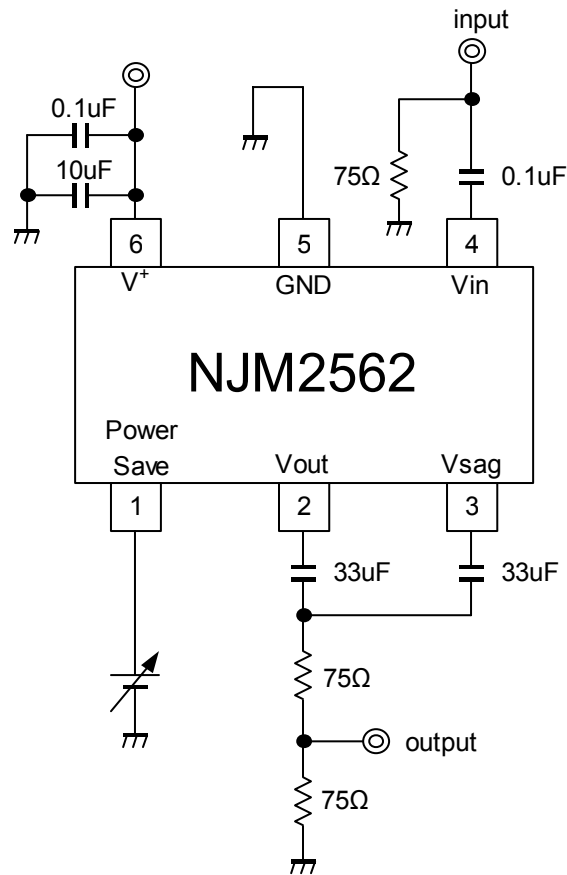 input
0.1uF
10uF
75Ω
0.1uF
6
5
4
V+
GND
Vin
NJM2562
Power
Save
Vout
Vsag
1
2
3
33uF
33uF
75Ω
output
75Ω